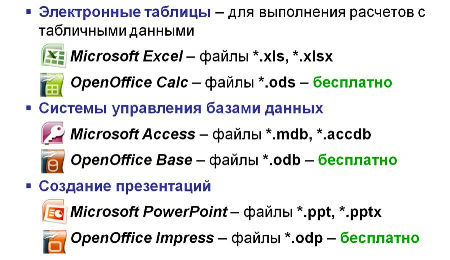 ▪ Электронные таблицы – для выполнения расчетов с
табличными данными
Microsoft Excel – файлы *.xls, *.xlsx
OpenOffice Calc – файлы *.ods – бесплатно
▪ Системы управления базами данных
Microsoft Access – файлы *.mdb, *.accdb
OpenOffice Base – файлы *.odb – бесплатно
▪ Создание презентаций
Microsoft PowerPoint – файлы *.ppt, *.pptx
OpenOffice Impress – файлы *.odp – бесплатно